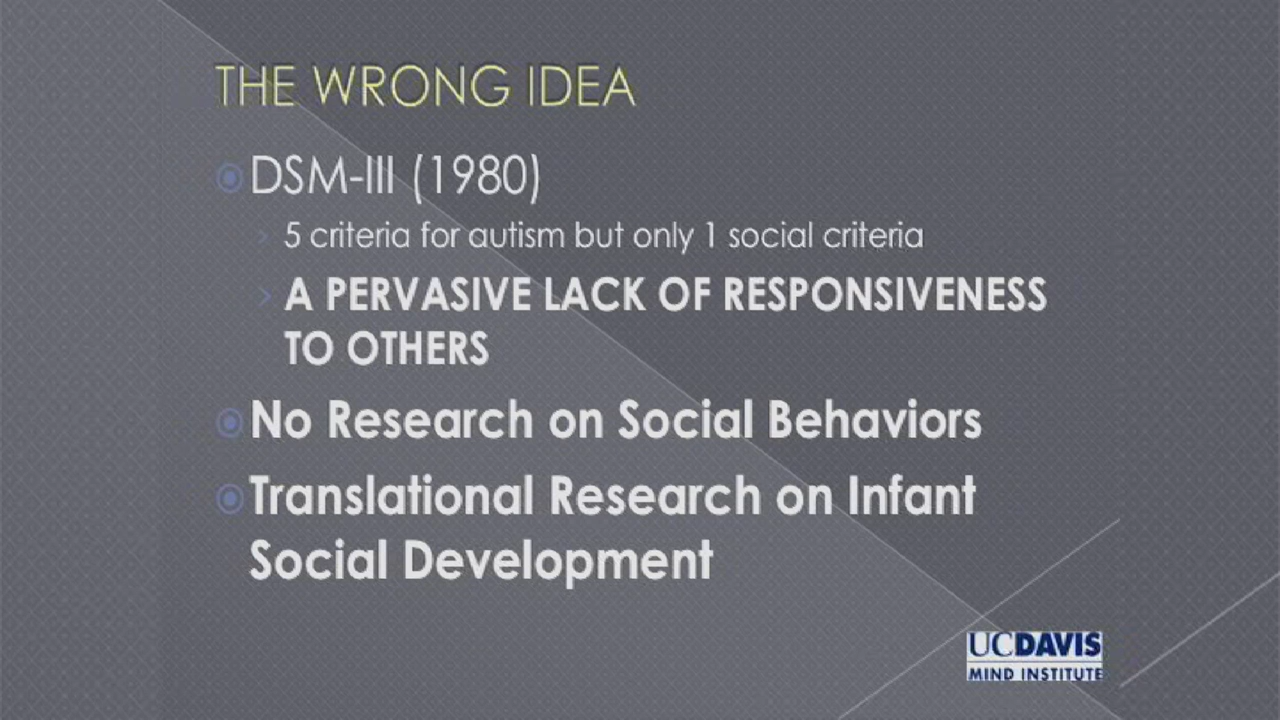 THE WRONG IDEA
DSM-III (1980)
5 criteria for autism but only 1 social criteria
A PERVASIVE LACK OF RESPONSIVENESS
TO OTHERS
No Research on Social Behaviors
Translational Research on Infant
Social Development
UCDAVIS
MIND INSTITUTE